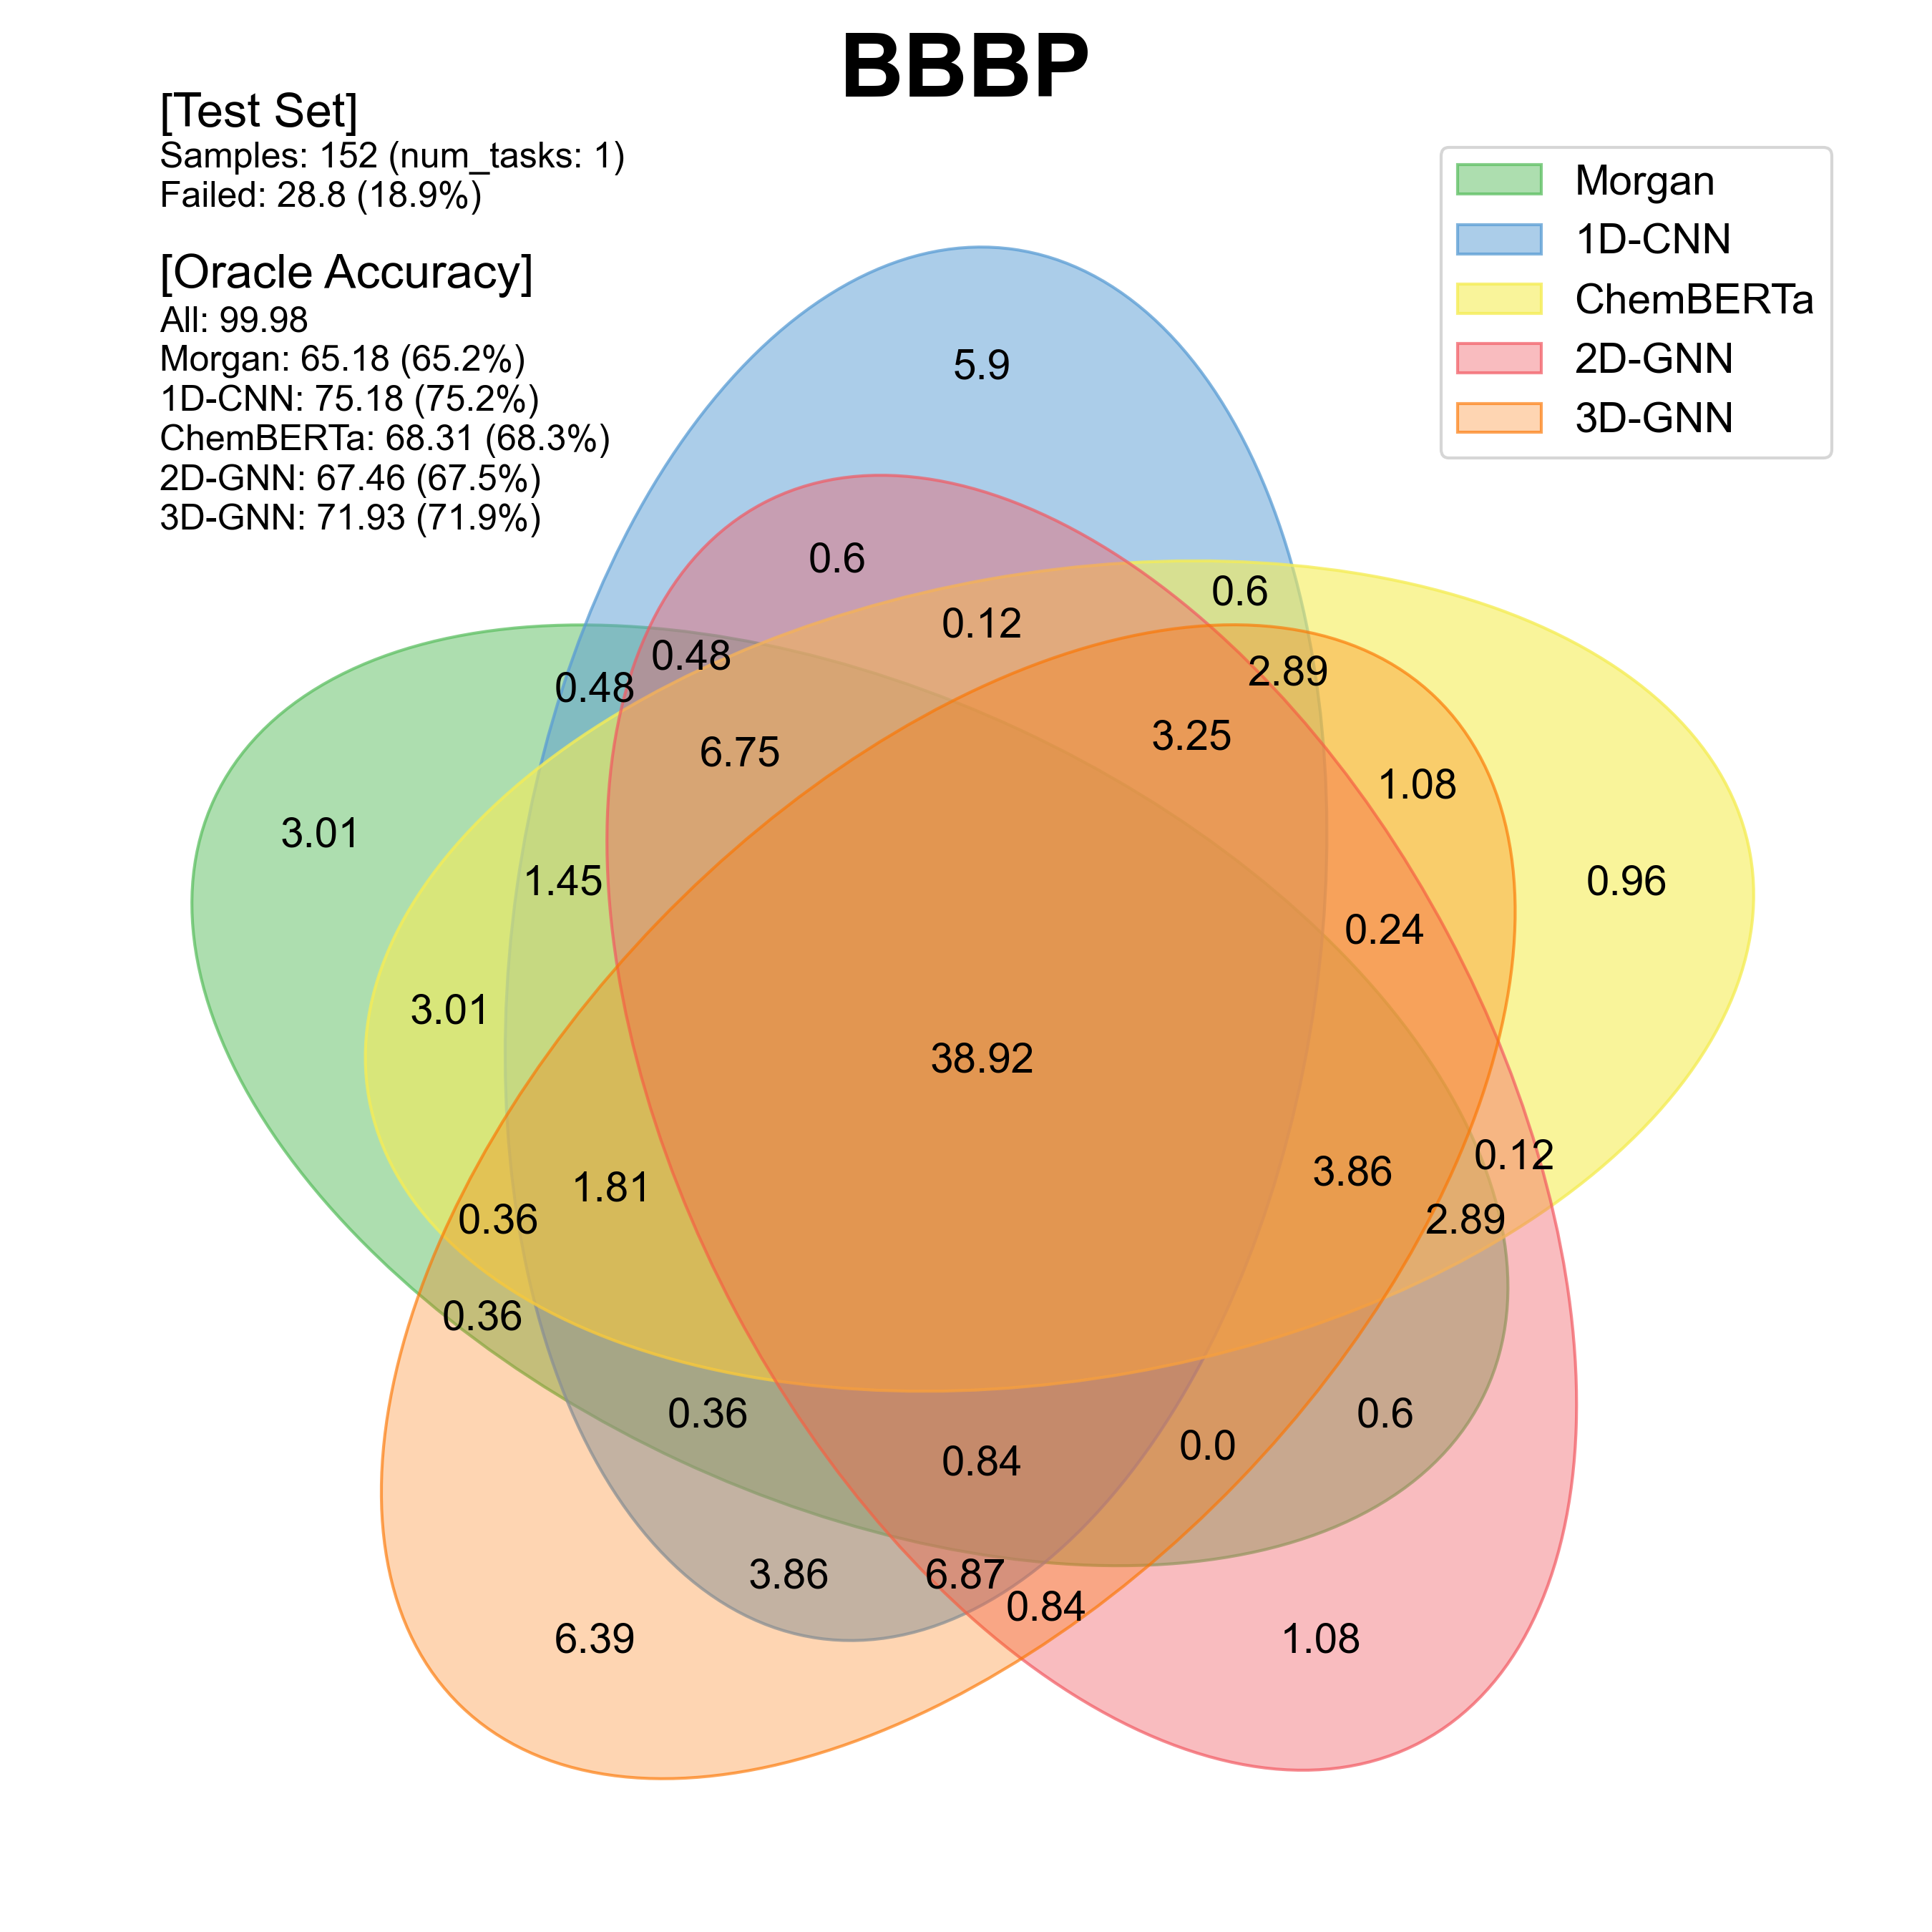 BBBP
[Test Set]
Samples: 152 (num_tasks: 1)
Failed: 28.8 (18.9%)
[Oracle Accuracy]
All: 99.98
Morgan: 65.18 (65.2%)
1D-CNN: 75.18 (75.2%)
ChemBERTa: 68.31 (68.3%)
2D-GNN: 67.46 (67.5%)
3D-GNN: 71.93 (71.9%)
Morgan
1D-CNN
ChemBERTa
2D-GNN
3D-GNN
5.9
0.6
0.6
0.12
0.48
2.89
0.48
3.25
6.75
1.08
3.01
1.45
0.96
0.24
3.01
38.92
0.12
3.86
1.81
0.36
2.89
0.36
0.36
0.6
0.0
0.84
3.86
6.87
0.84
6.39
1.08